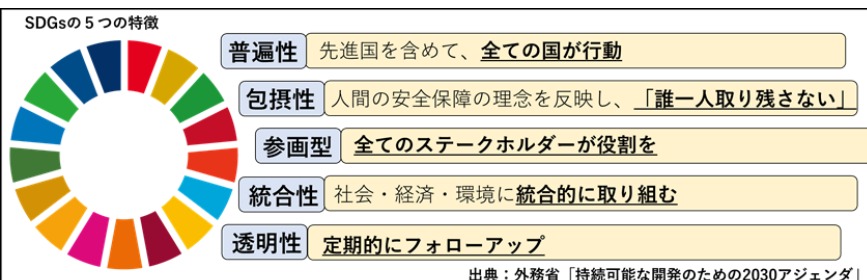 SDGsの5つの特徴
普遍性 先進国を含めて、全ての国が行動
包摂性 人間の安全保障の理念を反映し、「誰一人取り残さない」
参画型 全てのステークホルダーが役割を
統合性 社会・経済・環境に統合的に取り組む
透明性 定期的にフォローアップ
出典：外務省「持続可能な開発のための2030アジェンダ」